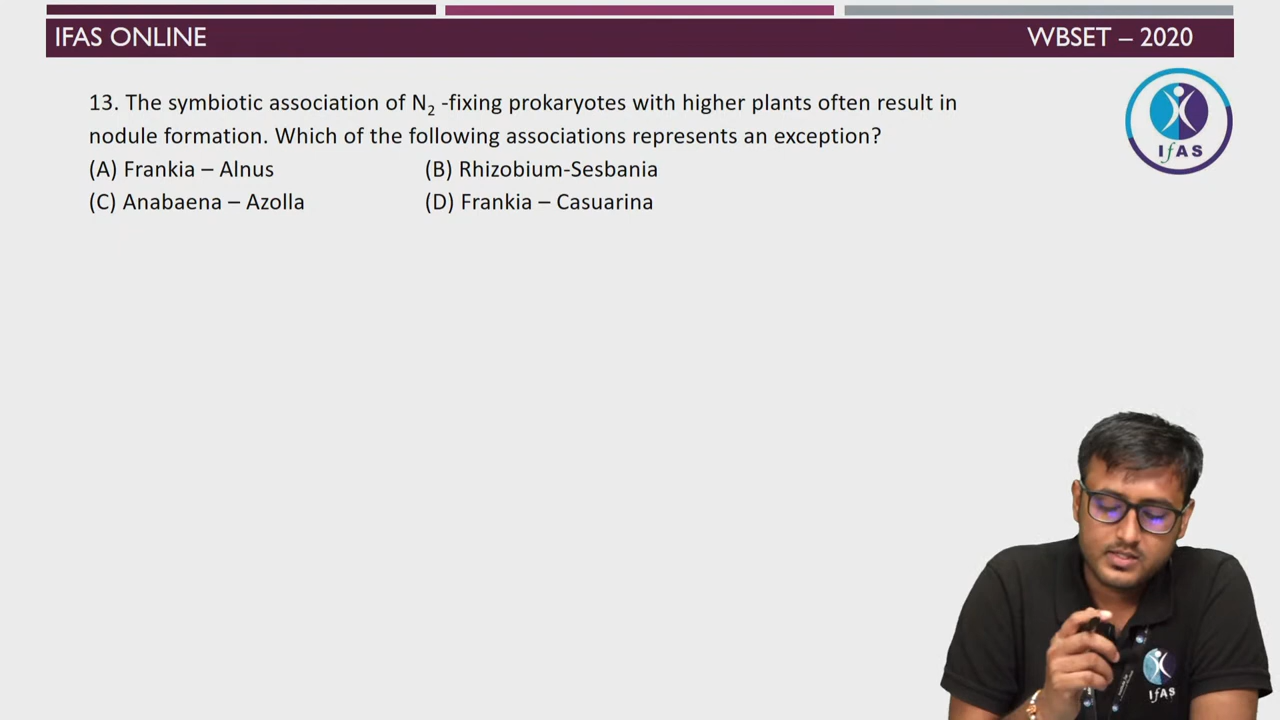 IFAS ONLINE
WBSET – 2020
13. The symbiotic association of N₂ -fixing prokaryotes with higher plants often result in
nodule formation. Which of the following associations represents an exception?
(A) Frankia – Alnus (B) Rhizobium-Sesbania
(C) Anabaena – Azolla (D) Frankia – Casuarina
IfAS
IfAS